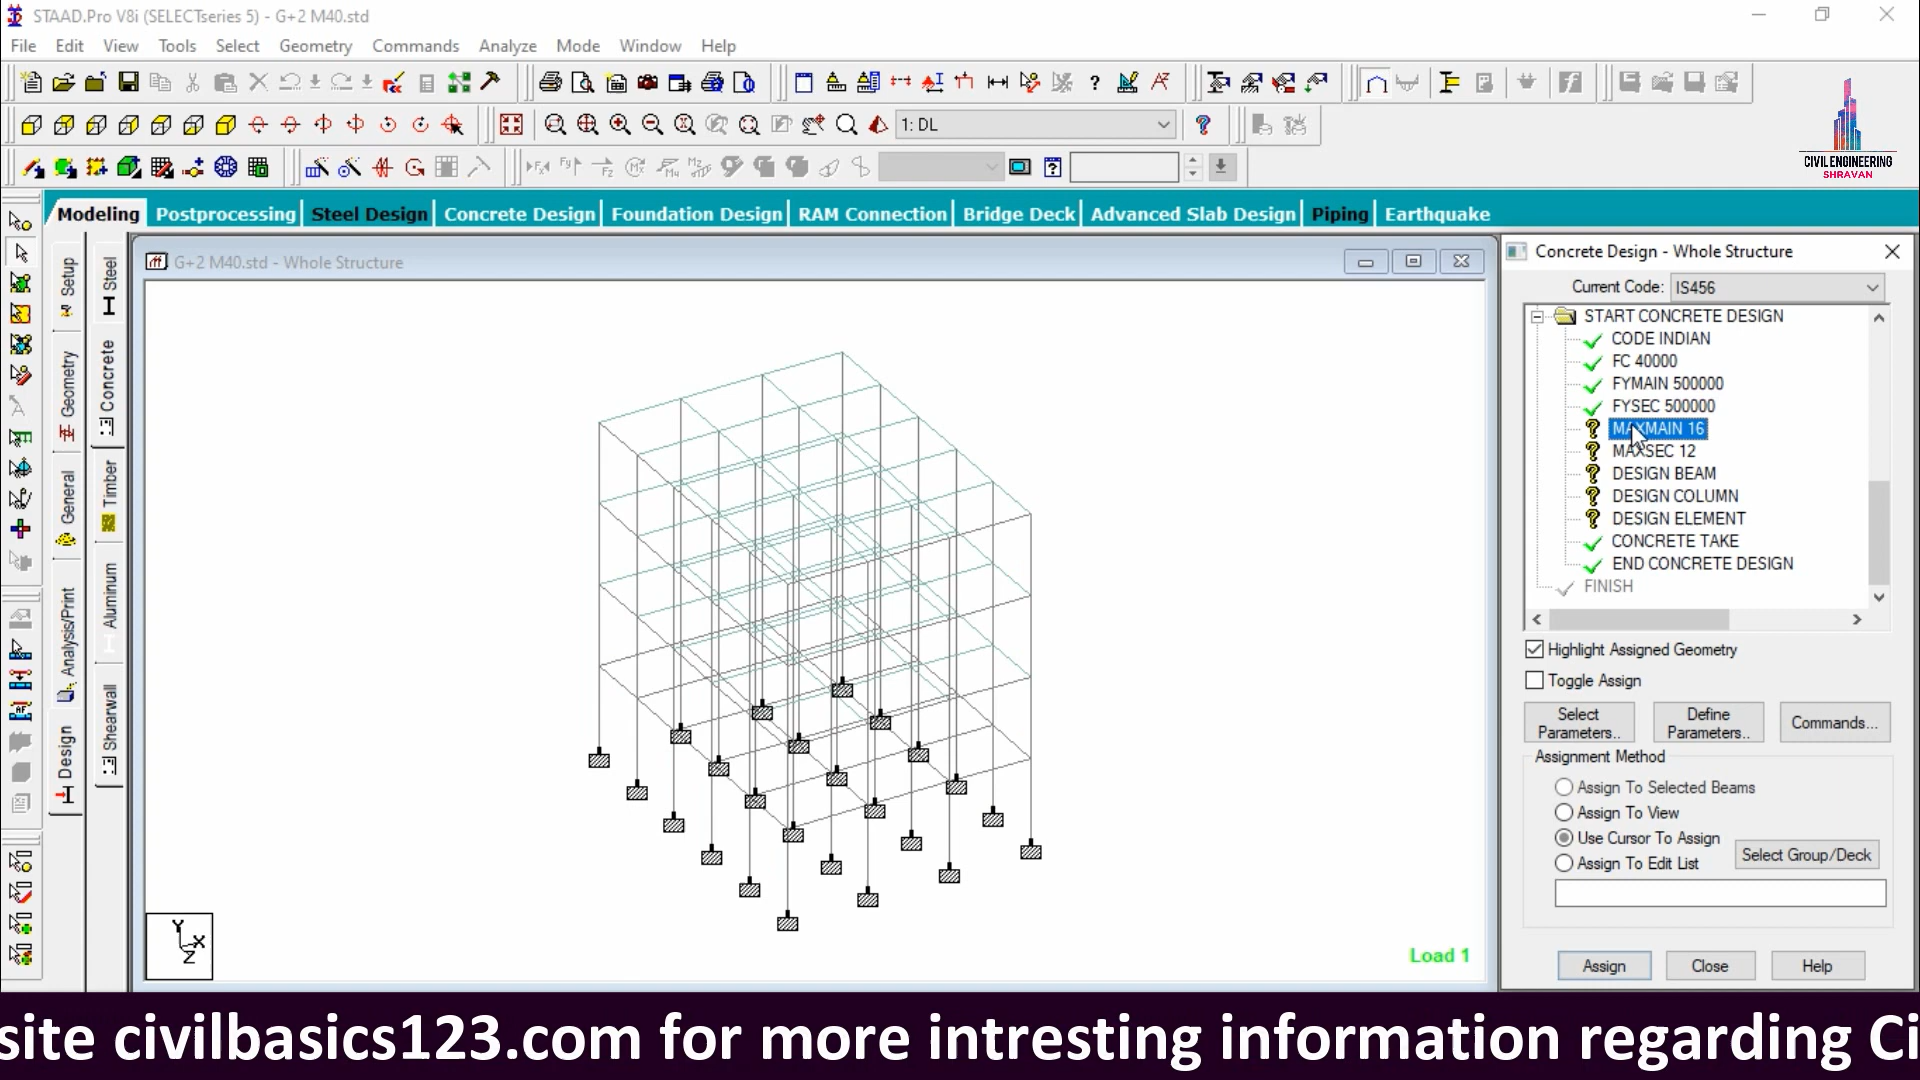 STAAD.Pro V8i (SELECTseries 5) - G+2 M40.std
File Edit View Tools Select Geometry Commands Analyze Mode Window Help
1: DL
CIVIL ENGINEERING
SHRAVAN
Modeling Postprocessing Steel Design Concrete Design Foundation Design RAM Connection Bridge Deck Advanced Slab Design Piping Earthquake
Setup
Geometry
General
Analysis/Print
Design
Steel
Concrete
Timber
Aluminum
Shearwall
G+2 M40.std - Whole Structure
Y
X
Z
Load 1
Concrete Design - Whole Structure
Current Code: IS456
START CONCRETE DESIGN
CODE INDIAN
FC 40000
FYMAIN 500000
FYSEC 500000
MAXMAIN 16
MAXSEC 12
DESIGN BEAM
DESIGN COLUMN
DESIGN ELEMENT
CONCRETE TAKE
END CONCRETE DESIGN
FINISH
Highlight Assigned Geometry
Toggle Assign
Select Parameters..
Define Parameters..
Commands...
Assignment Method
Assign To Selected Beams
Assign To View
Use Cursor To Assign
Assign To Edit List
Select Group/Deck
Assign Close Help
site civilbasics123.com for more intresting information regarding Ci